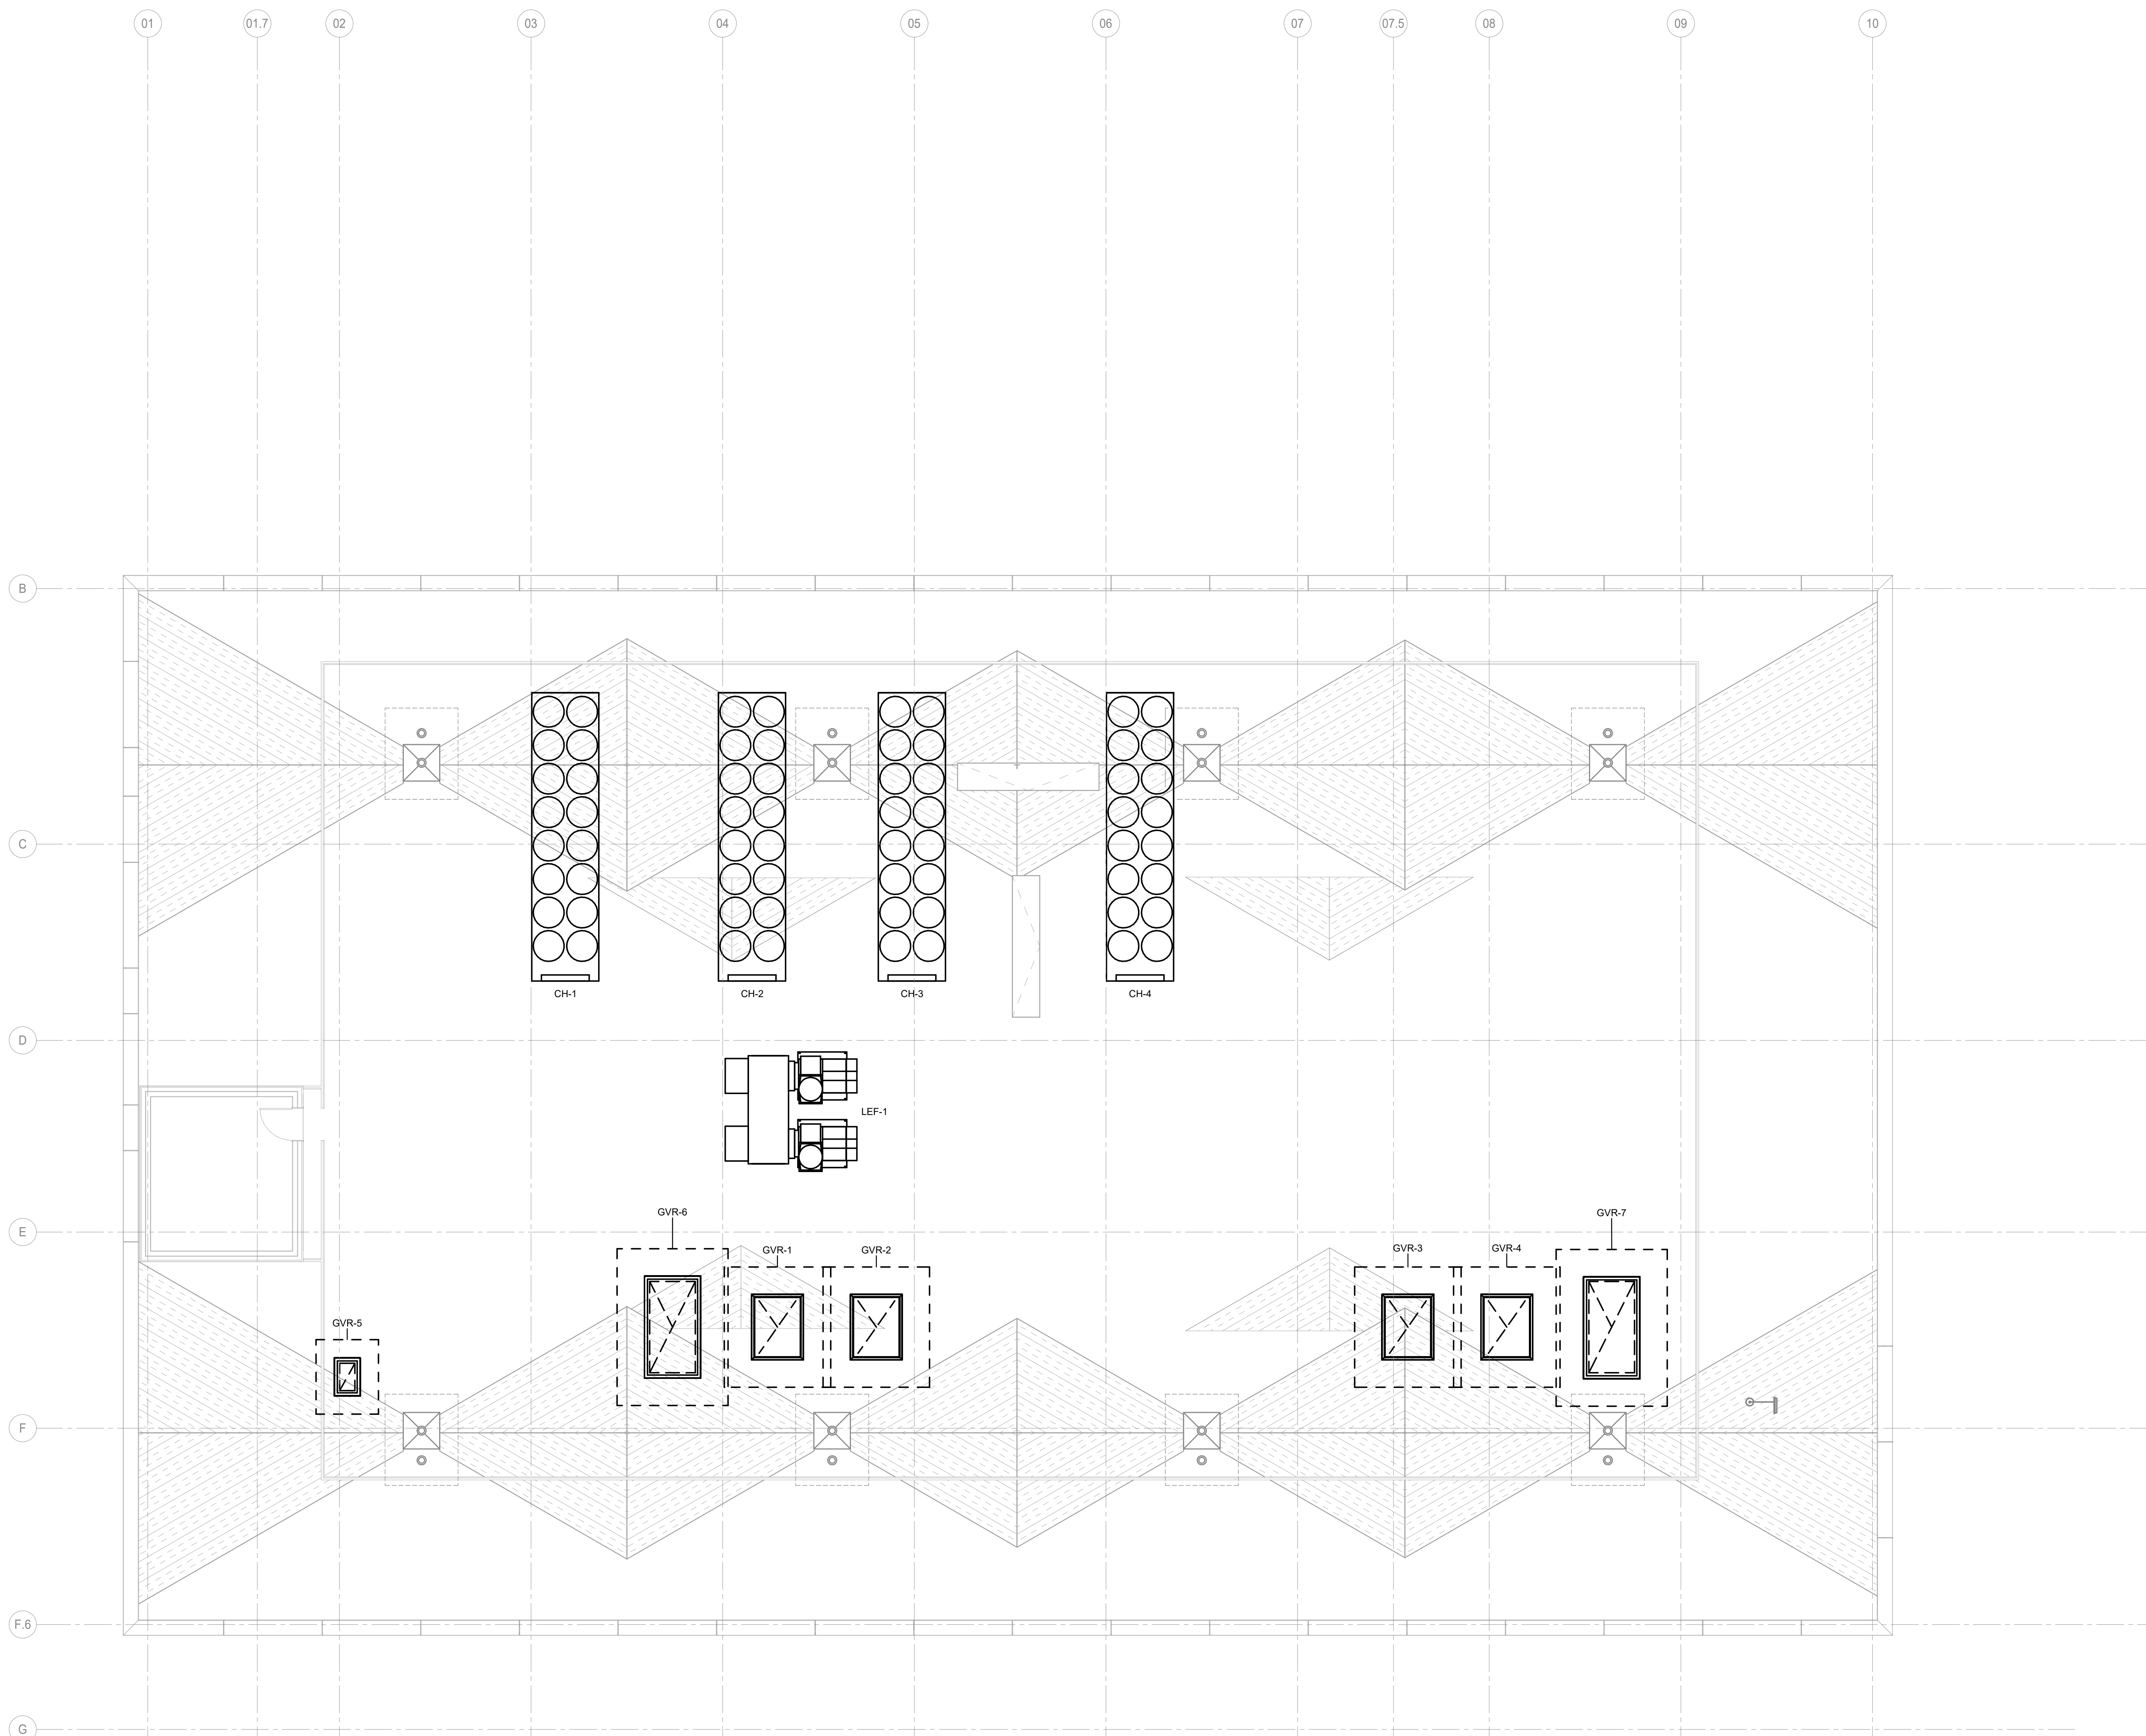 01 01.7 02 03 04 05 06 07 07.5 08 09 10
B
C
CH-1 CH-2 CH-3 CH-4
D
LEF-1
GVR-6 GVR-7
E
GVR-1 GVR-2 GVR-3 GVR-4
GVR-5
F
F.6
G